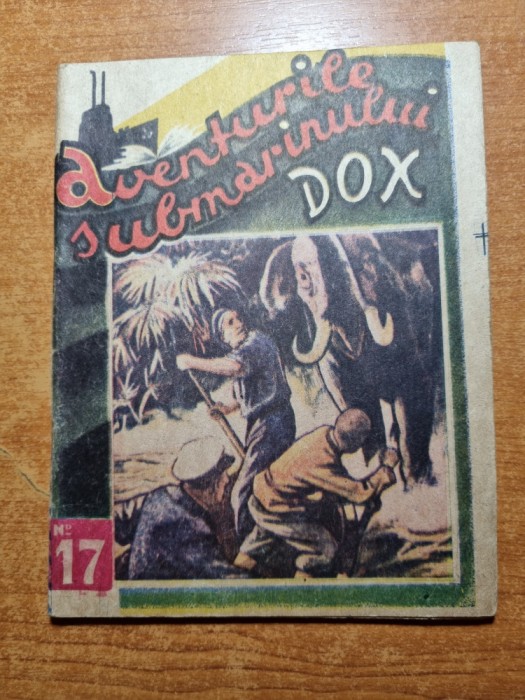 aventurile
submarinului
DOX
Nº
17